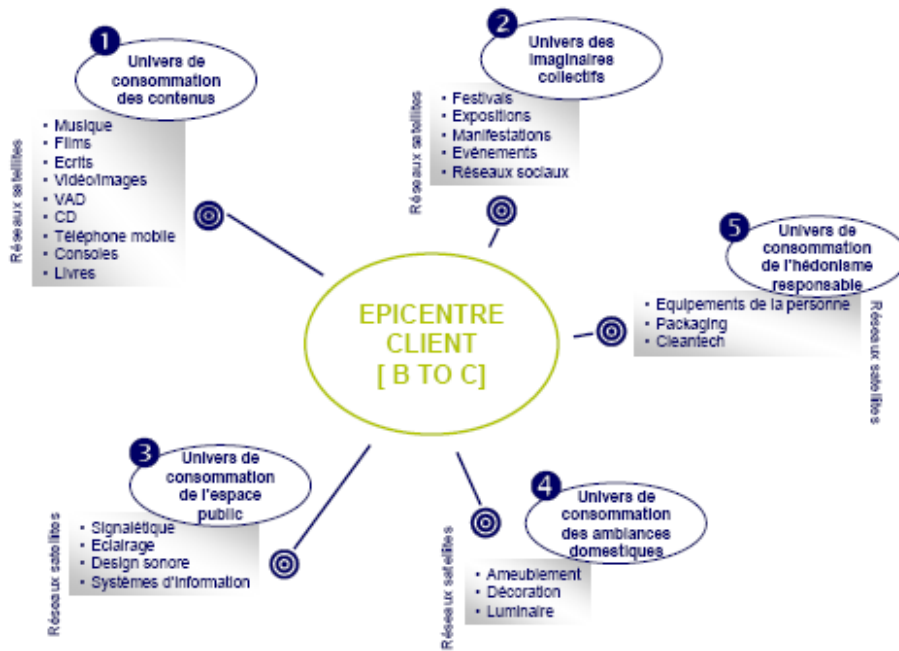 1
Univers de
consommation
des contenus
Réseaux satellites
• Musique
• Films
• Ecrits
• Vidéo/images
• VAD
• CD
• Téléphone mobile
• Consoles
• Livres
2
Univers des
imaginaires
collectifs
Réseaux satellites
• Festivals
• Expositions
• Manifestations
• Evénements
• Réseaux sociaux
5
Univers de
consommation
de l'hédonisme
responsable
• Equipements de la personne
• Packaging
• Cleantech
Réseaux satellites
EPICENTRE
CLIENT
[ B TO C]
3
Univers de
consommation
de l'espace
public
Réseaux satellites
• Signalétique
• Eclairage
• Design sonore
• Systèmes d'information
4
Univers de
consommation
des ambiances
domestiques
Réseaux satellites
• Ameublement
• Décoration
• Luminaire